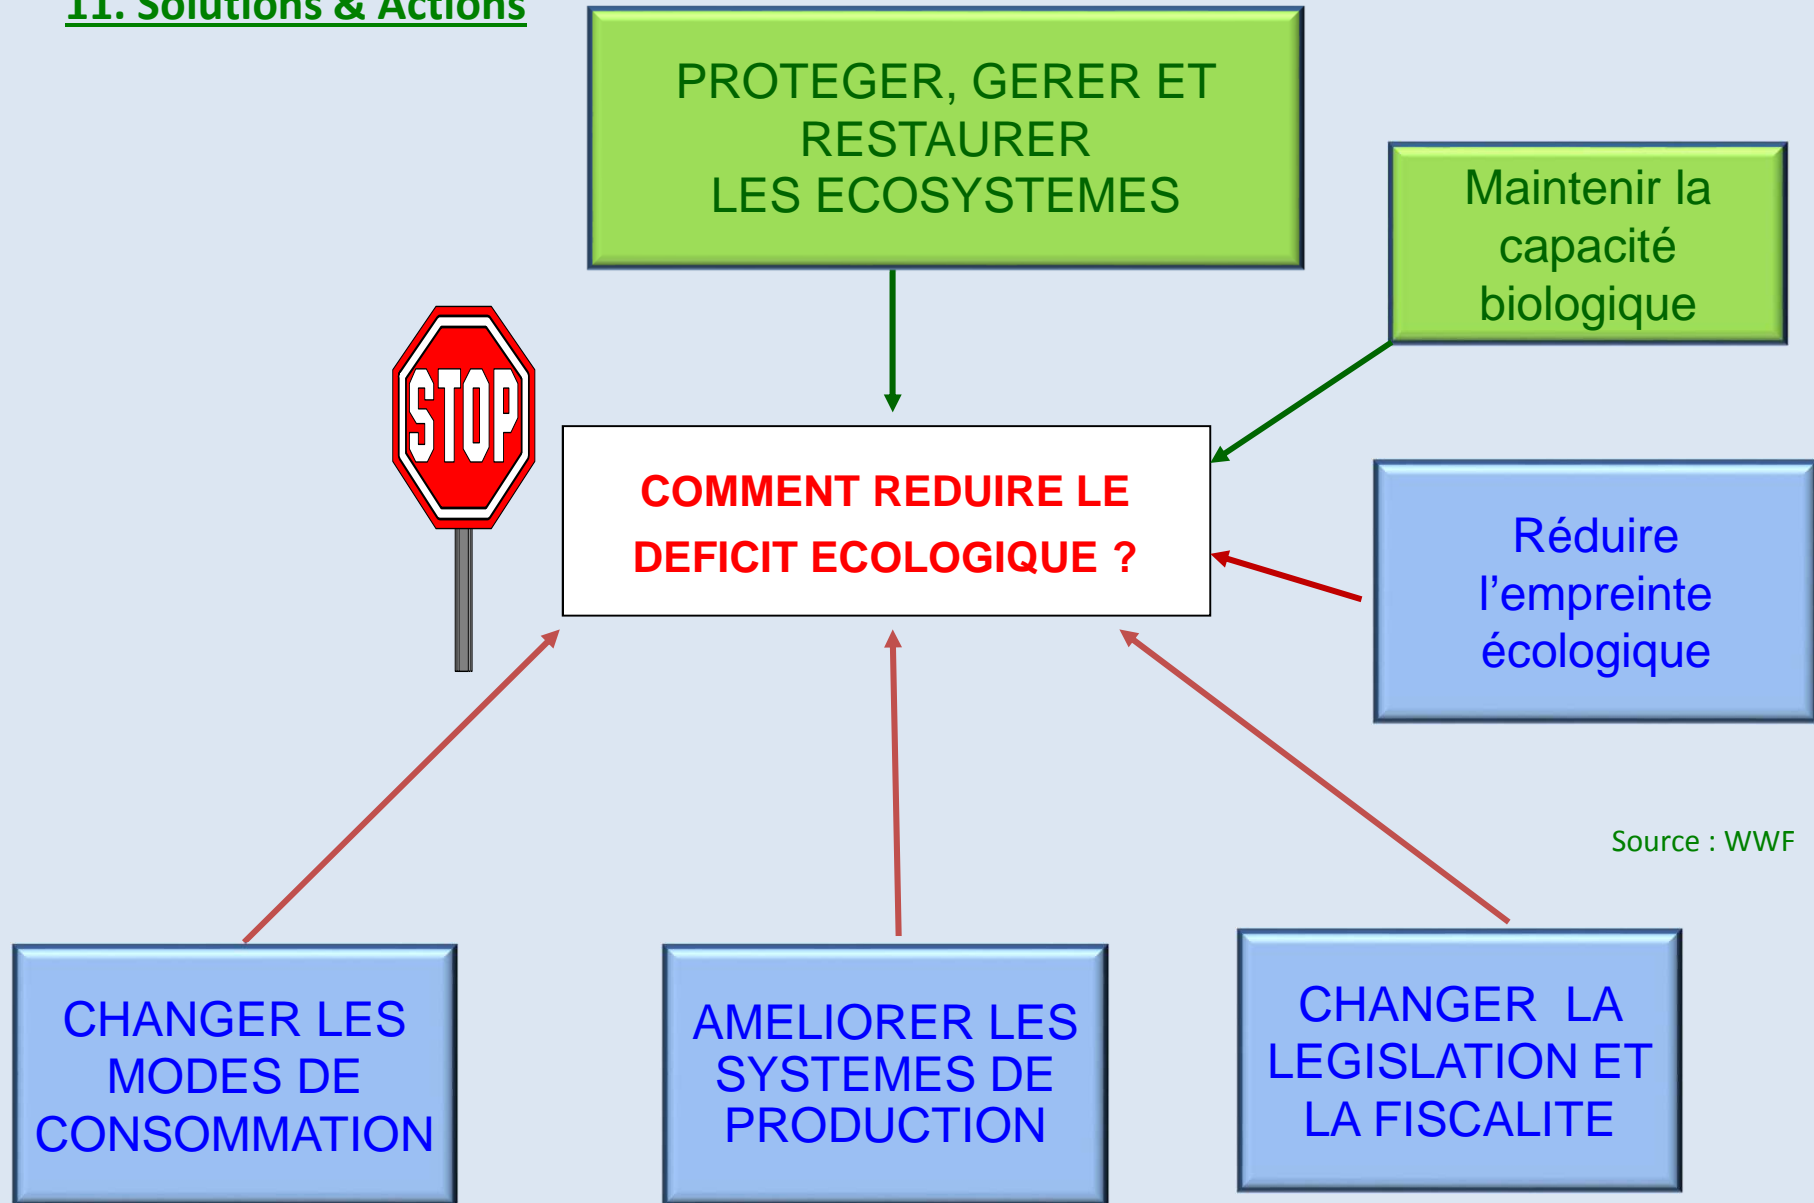 11. Solutions & Actions
PROTEGER, GERER ET
RESTAURER
LES ECOSYSTEMES
Maintenir la
capacité
biologique
STOP
COMMENT REDUIRE LE
DEFICIT ECOLOGIQUE ?
Réduire
l’empreinte
écologique
Source : WWF
CHANGER LES
MODES DE
CONSOMMATION
AMELIORER LES
SYSTEMES DE
PRODUCTION
CHANGER LA
LEGISLATION ET
LA FISCALITE